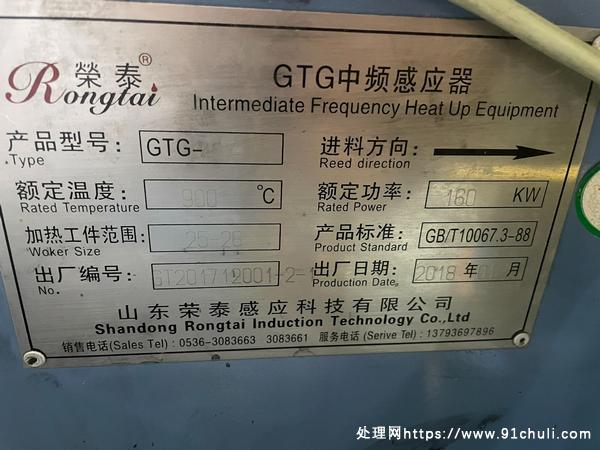 榮泰®
Rongtai
GTG中频感应器
Intermediate Frequency Heat Up Equipment
产品型号： GTG-
Type
进料方向：
Reed direction
额定温度： 900 ℃
Rated Temperature
额定功率： 160 KW
Rated Power
加热工件范围： 25-28
Woker Size
产品标准： GB/T10067.3-88
Product Standard
出厂编号：
No.
出厂日期： 2018 年 月
Production Date
山东荣泰感应科技有限公司
Shandong Rongtai Induction Technology Co.,Ltd
销售电话(Sales Tel) : 0536-3083663 3083661 服务电话 (Serive Tel) : 13793697896
处理网https://www.91chuli.com/